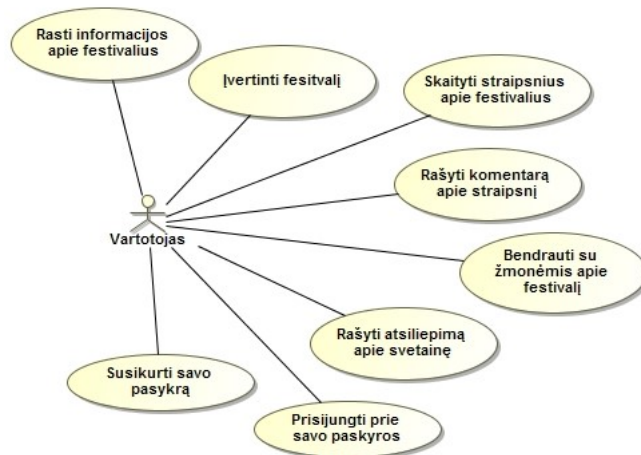 Rasti informacijos
apie festivalius
Įvertinti fesitvalį
Skaityti straipsnius
apie festivalius
Rašyti komentarą
apie straipsnį
Vartotojas
Bendrauti su
žmonėmis apie
festivalį
Rašyti atsiliepimą
apie svetainę
Susikurti savo
pasykrą
Prisijungti prie
savo paskyros